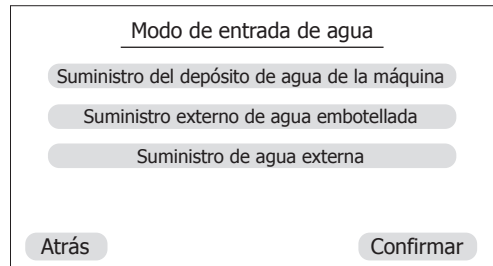 Modo de entrada de agua
Suministro del depósito de agua de la máquina
Suministro externo de agua embotellada
Suministro de agua externa
Atrás
Confirmar